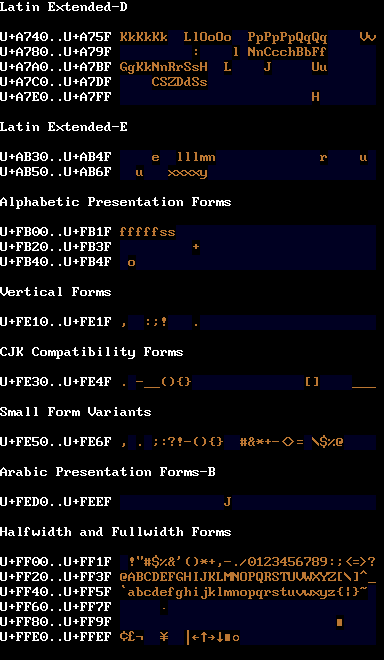 Latin Extended-D
U+A740..U+A75F KkKkKk  LlOoOo  PpPpPpQqQq    Vv
U+A780..U+A79F          :    l NnCcchBbFf
U+A7A0..U+A7BF GgKkNnRrSsH  L    J     Uu
U+A7C0..U+A7DF     CSZDdSs
U+A7E0..U+A7FF                         H
Latin Extended-E
U+AB30..U+AB4F     e  lllmn             r    u
U+AB50..U+AB6F   u   xxxxy
Alphabetic Presentation Forms
U+FB00..U+FB1F fffffss
U+FB20..U+FB3F          +
U+FB40..U+FB4F  o
Vertical Forms
U+FE10..U+FE1F ,  :;!   .
CJK Compatibility Forms
U+FE30..U+FE4F . -__(){}              []    ___
Small Form Variants
U+FE50..U+FE6F , . ;:?!-(){}  #&*+-<>= \$%@
Arabic Presentation Forms-B
U+FED0..U+FEEF              J
Halfwidth and Fullwidth Forms
U+FF00..U+FF1F  !"#$%&'()*+,-./0123456789:;<=>?
U+FF20..U+FF3F @ABCDEFGHIJKLMNOPQRSTUVWXYZ[\]^_
U+FF40..U+FF5F `abcdefghijklmnopqrstuvwxyz{|}~
U+FF60..U+FF7F      ·
U+FF80..U+FF9F                            ■
U+FFE0..U+FFEF ¢£¬  ¥  │←↑→↓■○